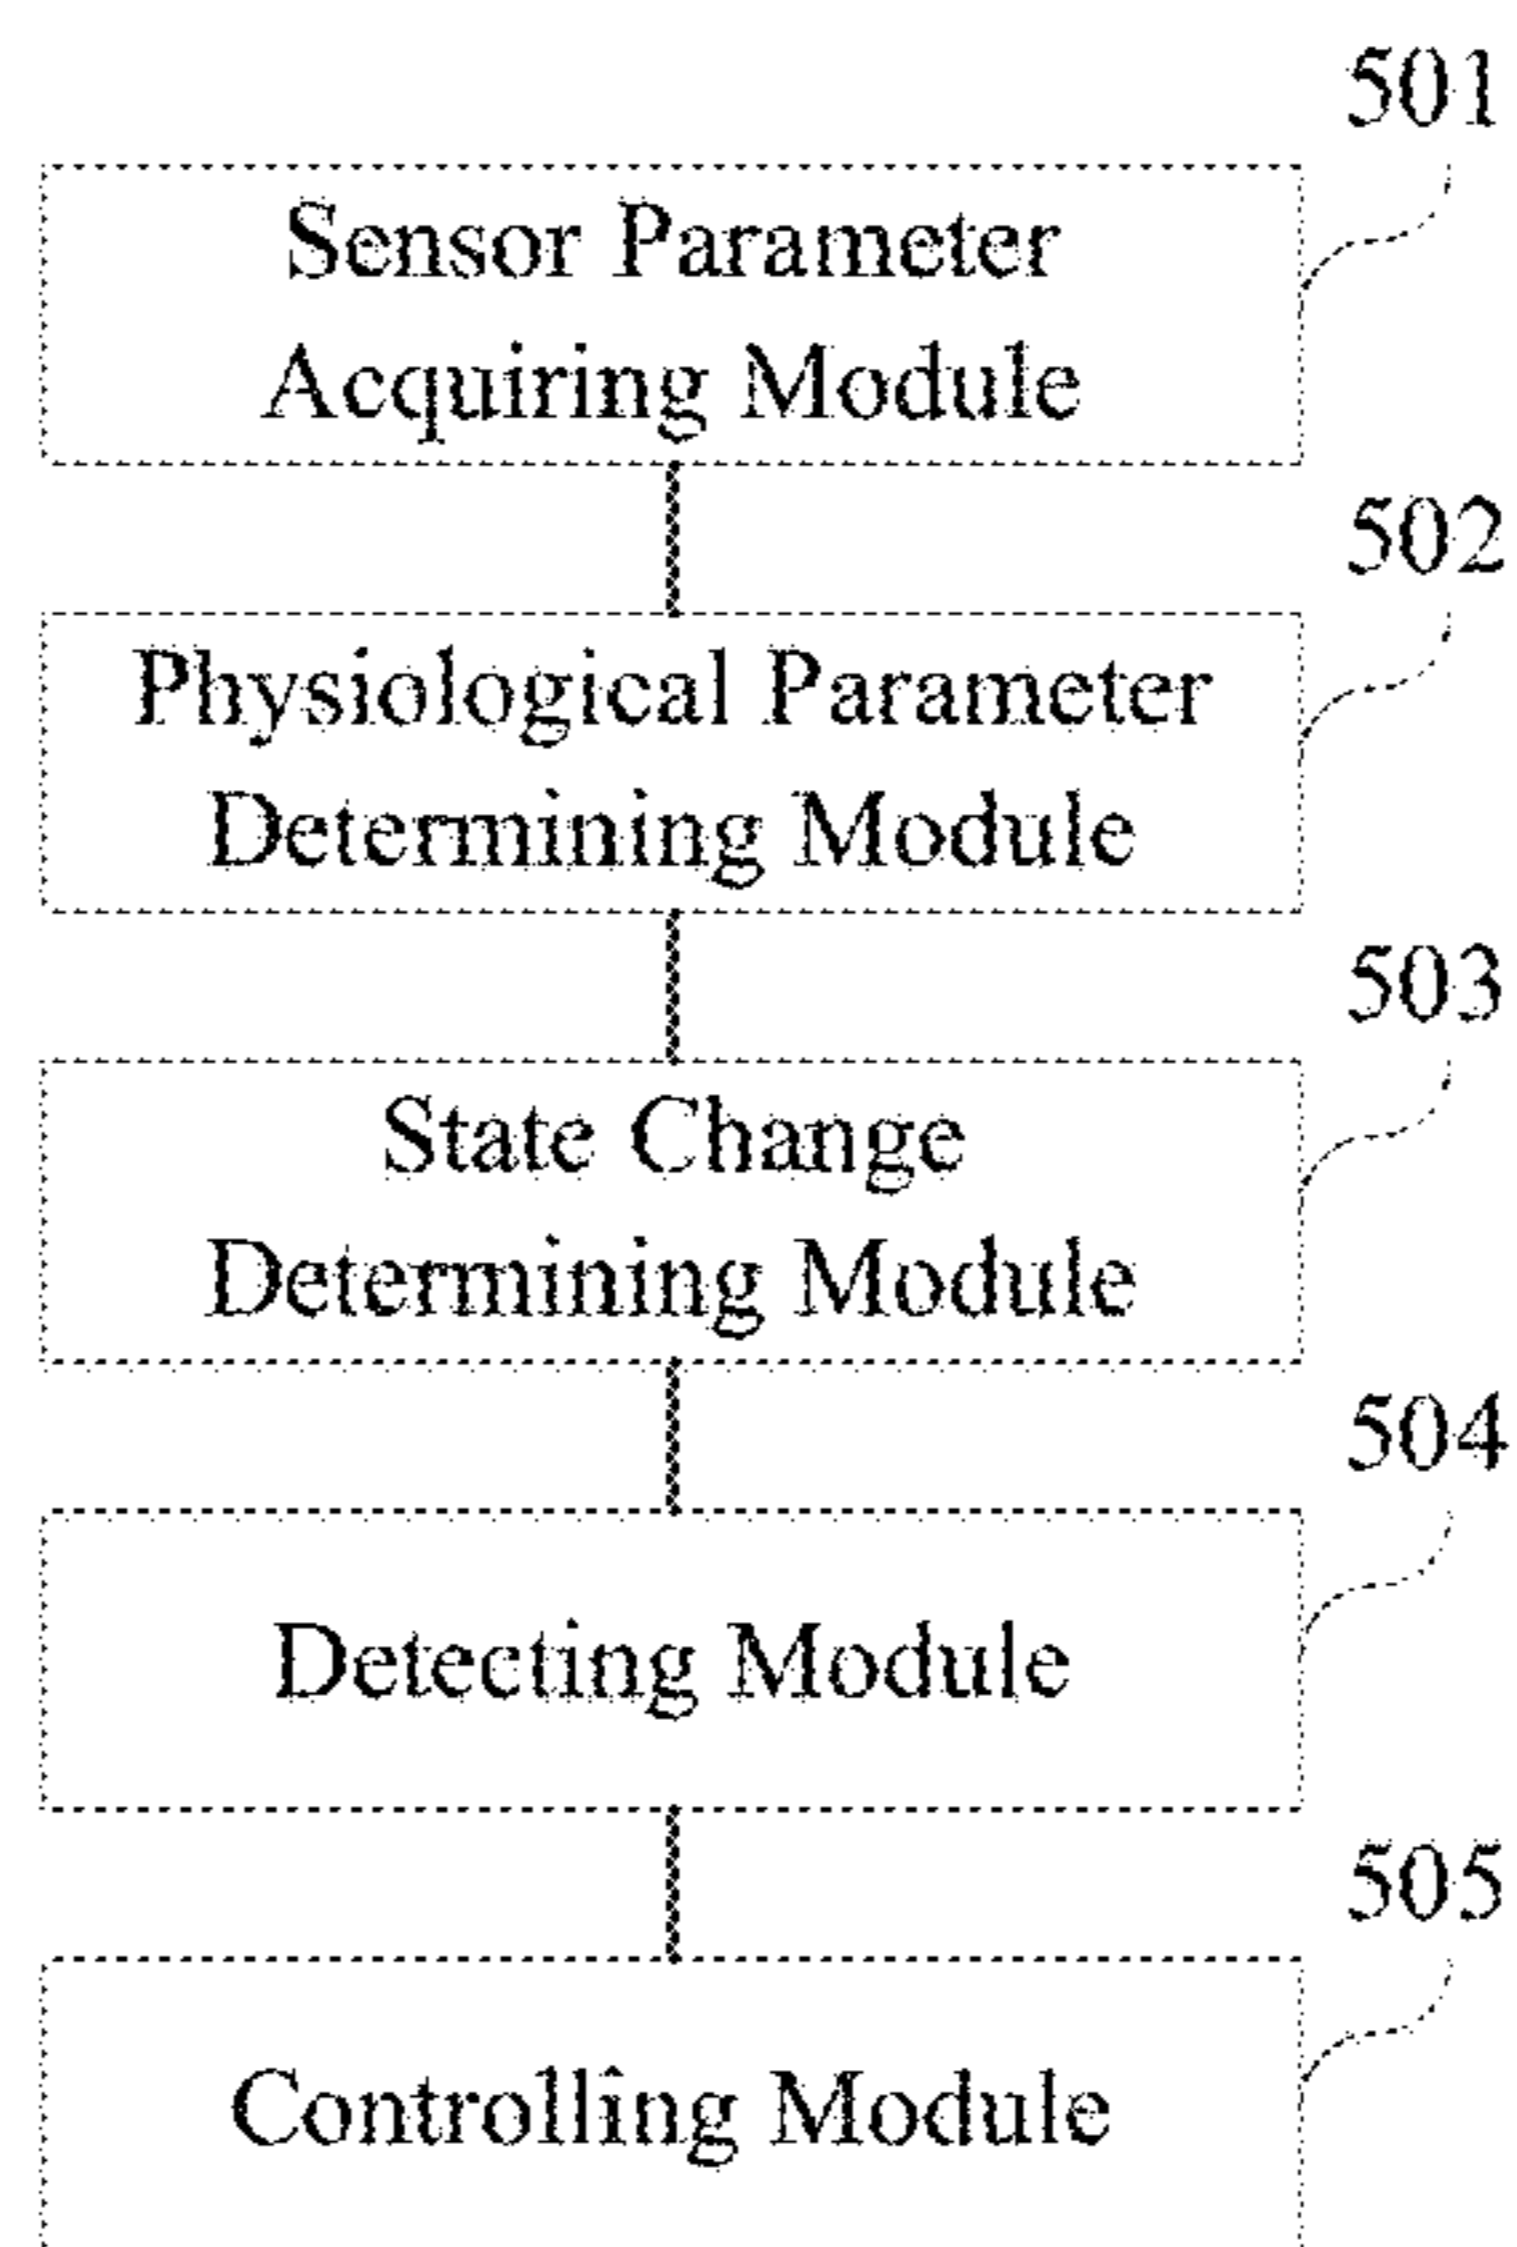 501
Sensor Parameter
Acquiring Module
502
Physiological Parameter
Determining Module
503
State Change
Determining Module
504
Detecting Module
505
Controlling Module